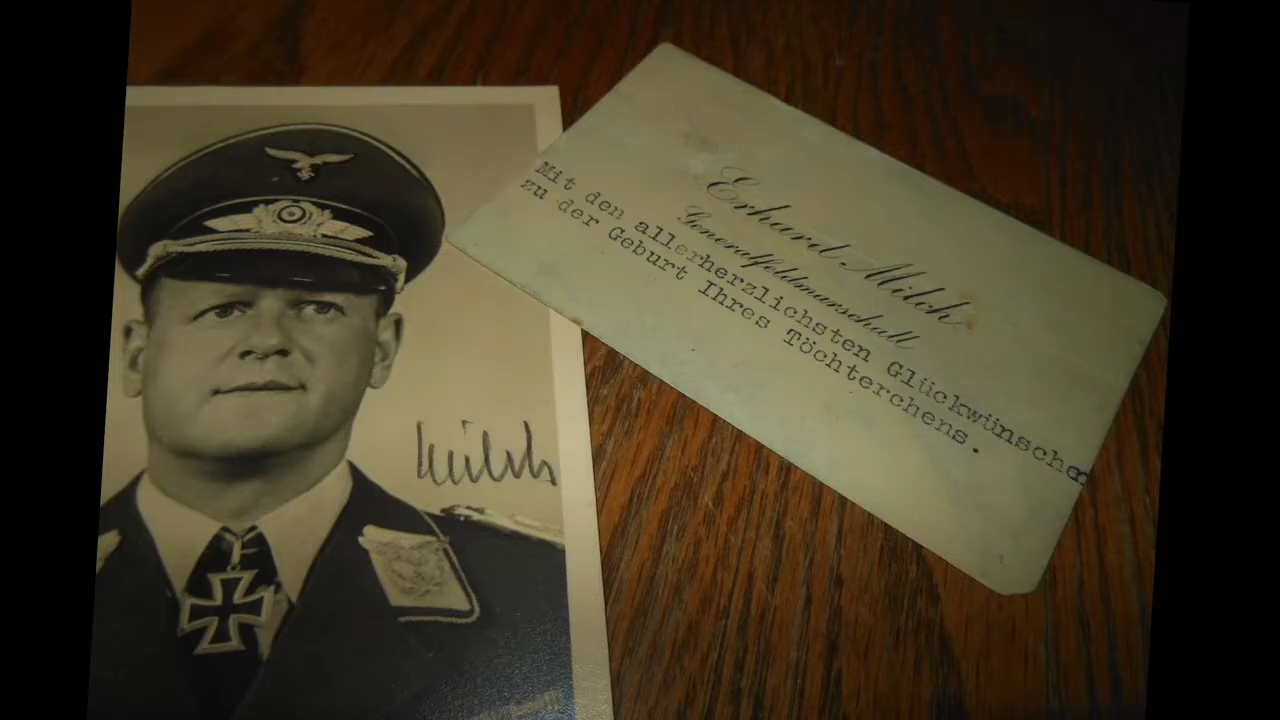 Milch
Erhard Milch
Generalfeldmarschall
Mit den allerherzlichsten Glückwünschen
zu der Geburt Ihres Töchterchens.